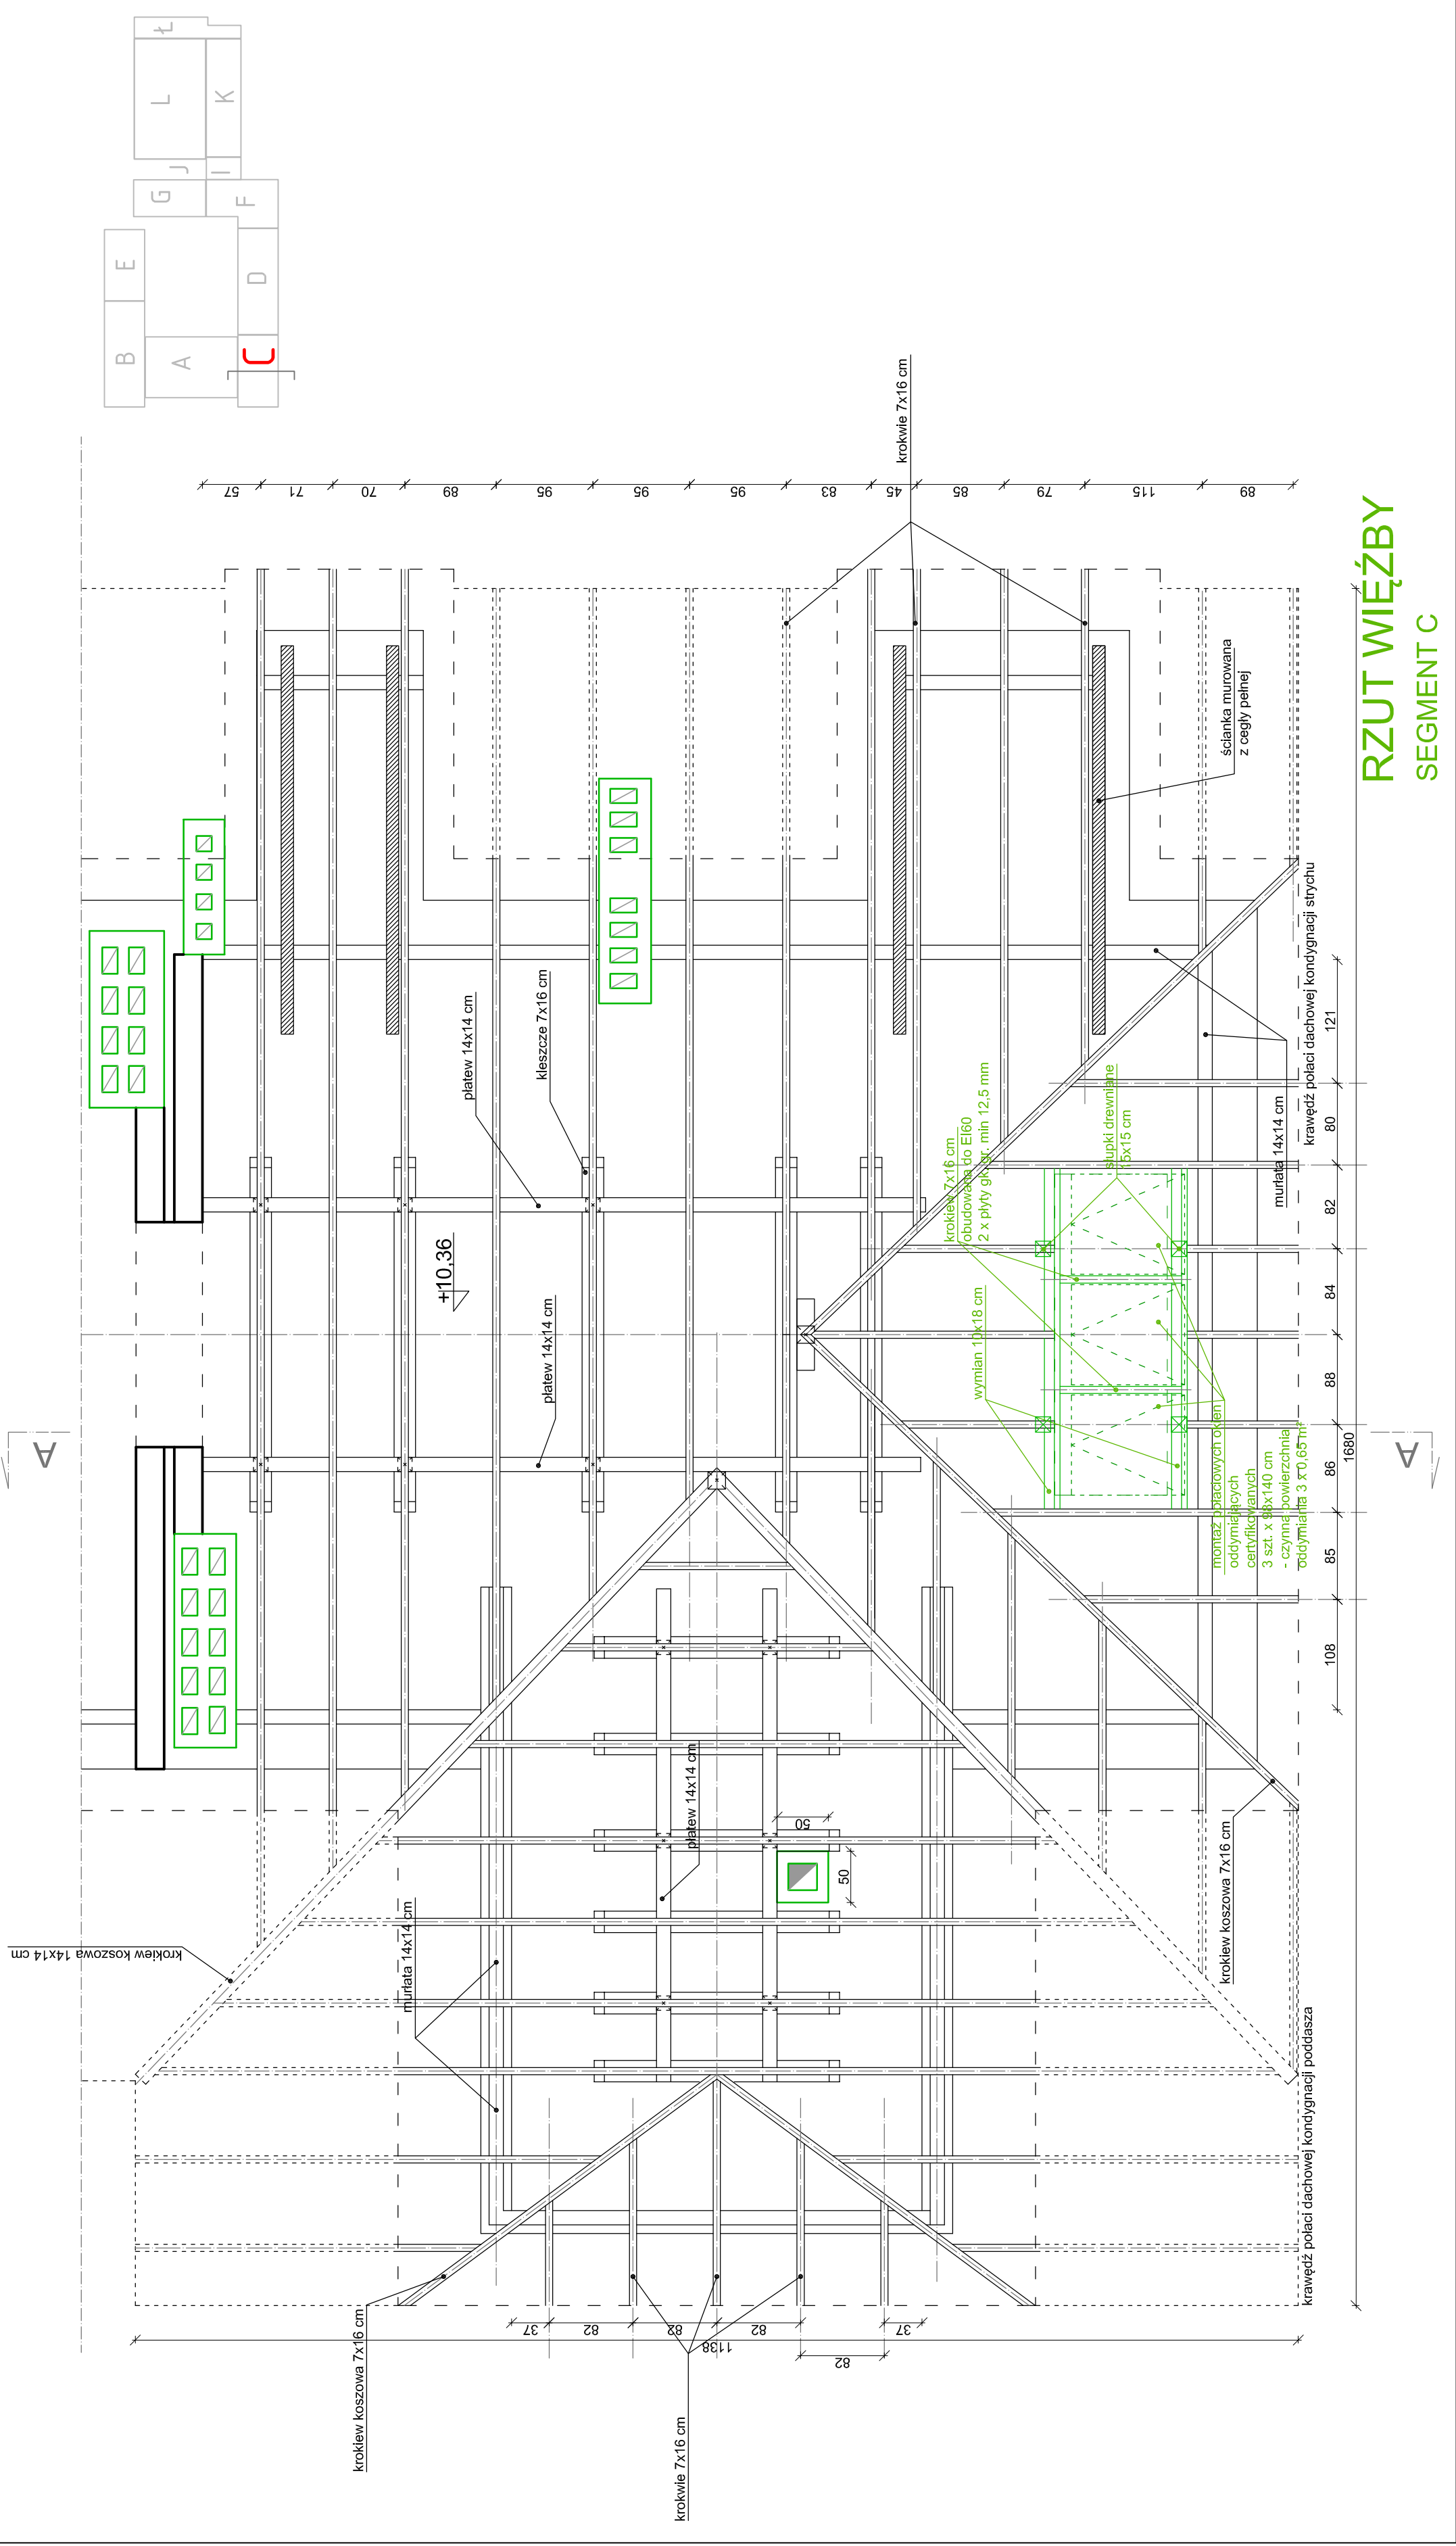 RZUT WIĘŹBY
SEGMENT C
A
B
C
D
E
F
G
I
J
K
L
Ł
A
A
+10,36
krokiew koszowa 14x14 cm
murłata 14x14 cm
krokiew koszowa 7x16 cm
krokwie 7x16 cm
płatew 14x14 cm
płatew 14x14 cm
płatew 14x14 cm
kleszcze 7x16 cm
krokwie 7x16 cm
ścianka murowana
z cegły pełnej
krokiew 7x16 cm
obudowana do EI60
2 x płyty gk, gr. min 12,5 mm
słupki drewniane
15x15 cm
wymian 10x18 cm
montaż połaciowych okien
oddymiających
certyfikowanych
3 szt. x 98x140 cm
- czynna powierzchnia
oddymiania 3 x 0,65 m²
murłata 14x14 cm
krokiew koszowa 7x16 cm
krawędź połaci dachowej kondygnacji strychu
krawędź połaci dachowej kondygnacji poddasza
57
71
70
89
95
95
95
83
45
85
79
115
89
108
85
86
88
84
82
80
121
1680
37
82
82
82
82
37
1138
50
50